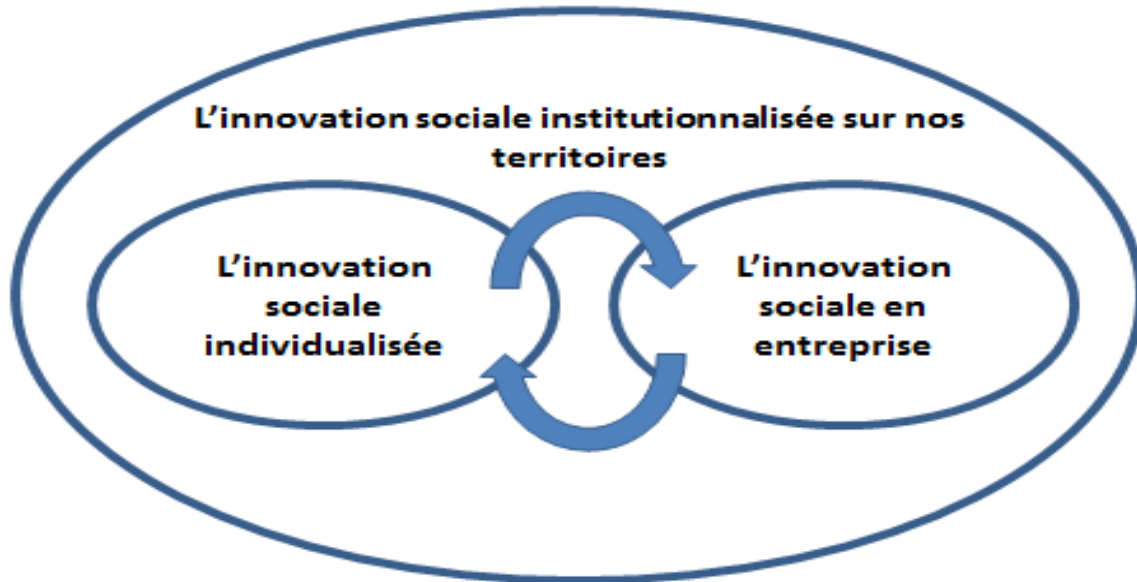 L’innovation sociale institutionnalisée sur nos
territoires
L’innovation
sociale
individualisée
L’innovation
sociale en
entreprise